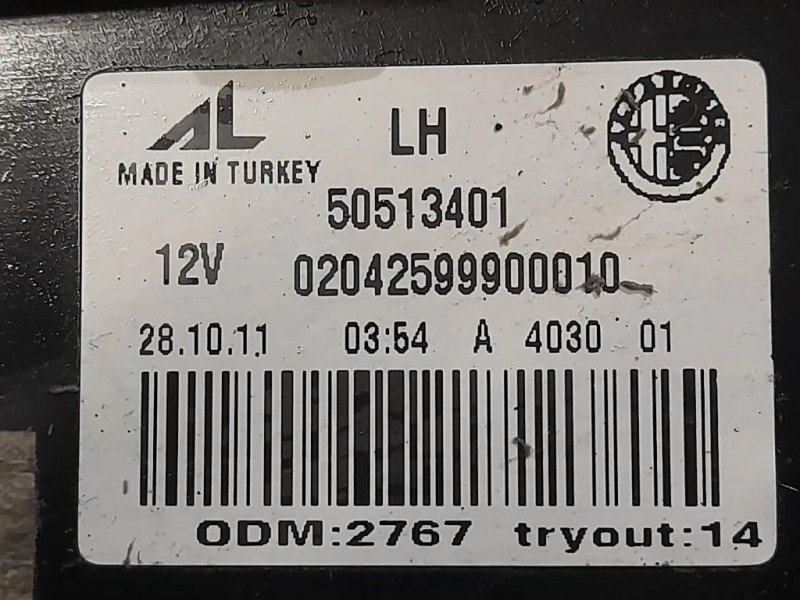 AL
MADE IN TURKEY
LH
50513401
12V 02042599900010
28.10.11 03:54 A 4030 01
ODM:2767 tryout:14